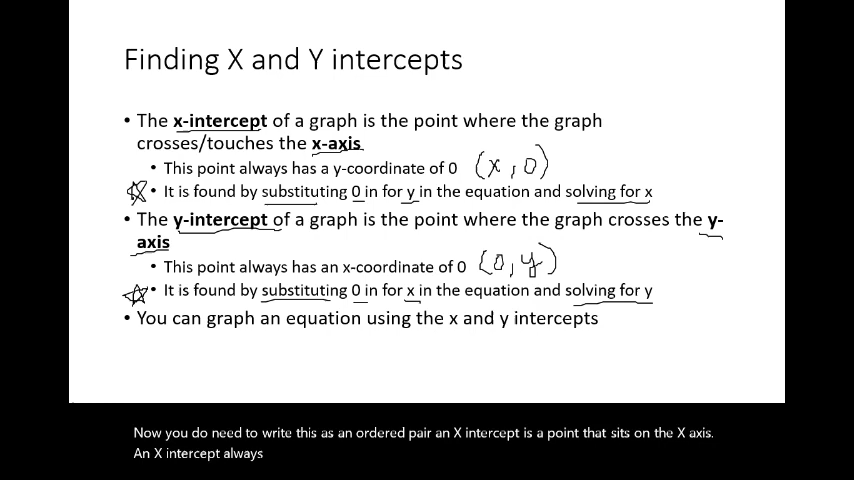 Finding X and Y intercepts
• The x-intercept of a graph is the point where the graph
crosses/touches the x-axis
• This point always has a y-coordinate of 0 (x, 0)
• It is found by substituting 0 in for y in the equation and solving for x
• The y-intercept of a graph is the point where the graph crosses the y-
axis
• This point always has an x-coordinate of 0 (0, y)
• It is found by substituting 0 in for x in the equation and solving for y
• You can graph an equation using the x and y intercepts
Now you do need to write this as an ordered pair an X intercept is a point that sits on the X axis.
An X intercept always